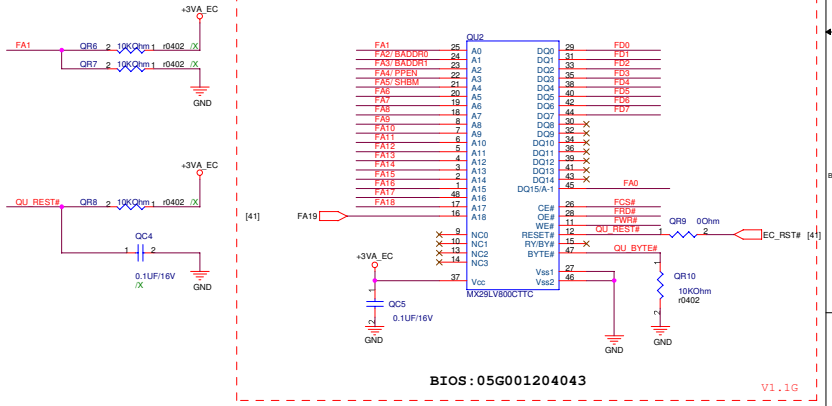 +3VA_EC
FA1
QR6 2 10KOhm 1 r0402 /X
QR7 2 10KOhm 1 r0402 /X
GND
+3VA_EC
QU_REST#
QR8 2 10KOhm 1 r0402 /X
QC4
1 2
0.1UF/16V
/X
GND
QU2
FA1 25 A0 DQ0 29 FD0
FA2/ BADDR0 24 A1 DQ1 31 FD1
FA3/ BADDR1 23 A2 DQ2 33 FD2
FA4/ PPEN 22 A3 DQ3 35 FD3
FA5/ SHBM 21 A4 DQ4 38 FD4
FA6 20 A5 DQ5 40 FD5
FA7 19 A6 DQ6 42 FD6
FA8 18 A7 DQ7 44 FD7
FA9 8 A8 DQ8 30
FA10 7 A9 DQ9 32
FA11 6 A10 DQ10 34
FA12 5 A11 DQ11 36
FA13 4 A12 DQ12 39
FA14 3 A13 DQ13 41
FA15 2 A14 DQ14 43
FA16 1 A15 DQ15/A-1 45 FA0
FA17 48 A16
FA18 17 A17 CE# 26 FCS#
[41] FA19 16 A18 OE# 28 FRD#
WE# 11 FWR#
9 NC0 RESET# 12 QU_REST#
10 NC1 RY/BY# 15
13 NC2 BYTE# 47 QU_BYTE#
14 NC3
QR9 0Ohm
1 2
EC_RST# [41]
+3VA_EC
37 Vcc
Vss1 27
Vss2 46
MX29LV800CTTC
1
QC5
0.1UF/16V
2
GND
GND
1
QR10
10KOhm
r0402
2
GND
BIOS:05G001204043
V1.1G
B